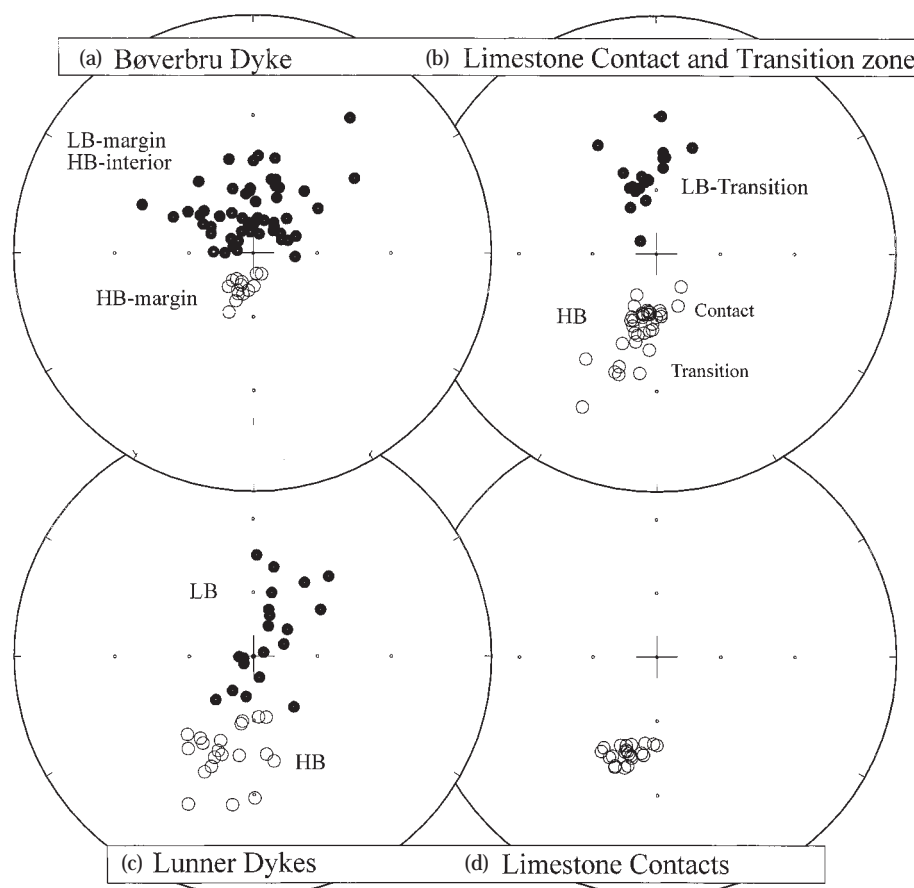 (a) Bøverbru Dyke
(b) Limestone Contact and Transition zone
LB-margin
HB-interior
HB-margin
LB-Transition
HB
Contact
Transition
LB
HB
(c) Lunner Dykes
(d) Limestone Contacts